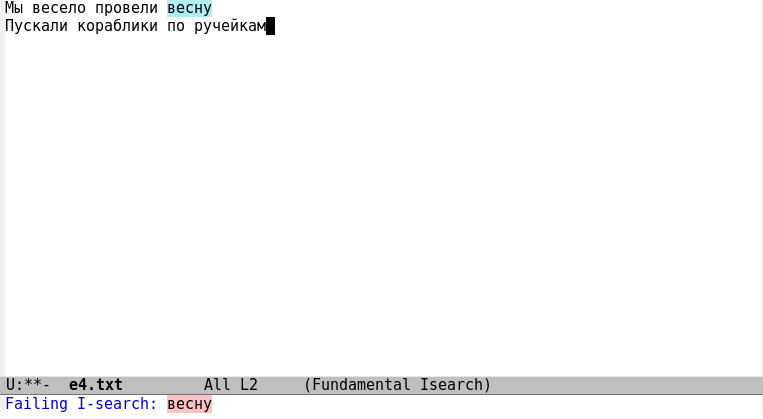 Мы весело провели весну
Пускали кораблики по ручейкам
U:**-  e4.txt         All L2     (Fundamental Isearch)
Failing I-search: весну